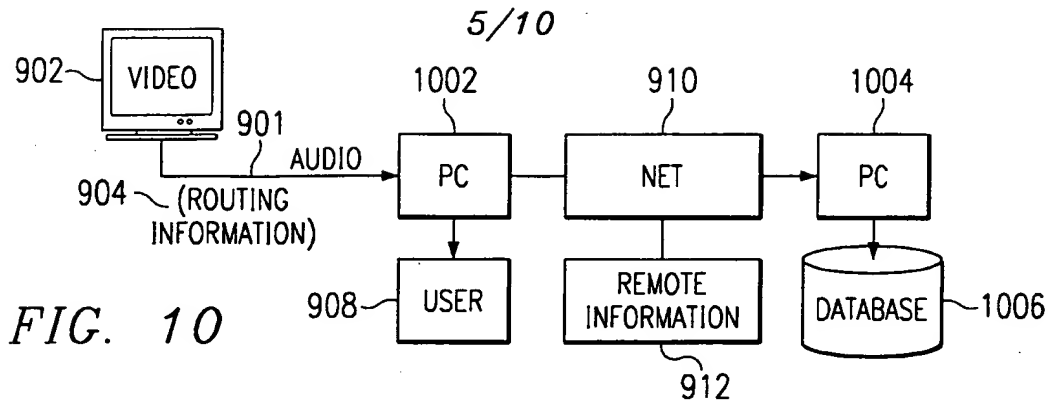 5/10
902
VIDEO
901
AUDIO
904
(ROUTING
INFORMATION)
1002
PC
910
NET
1004
PC
908
USER
REMOTE
INFORMATION
912
DATABASE
1006
FIG. 10